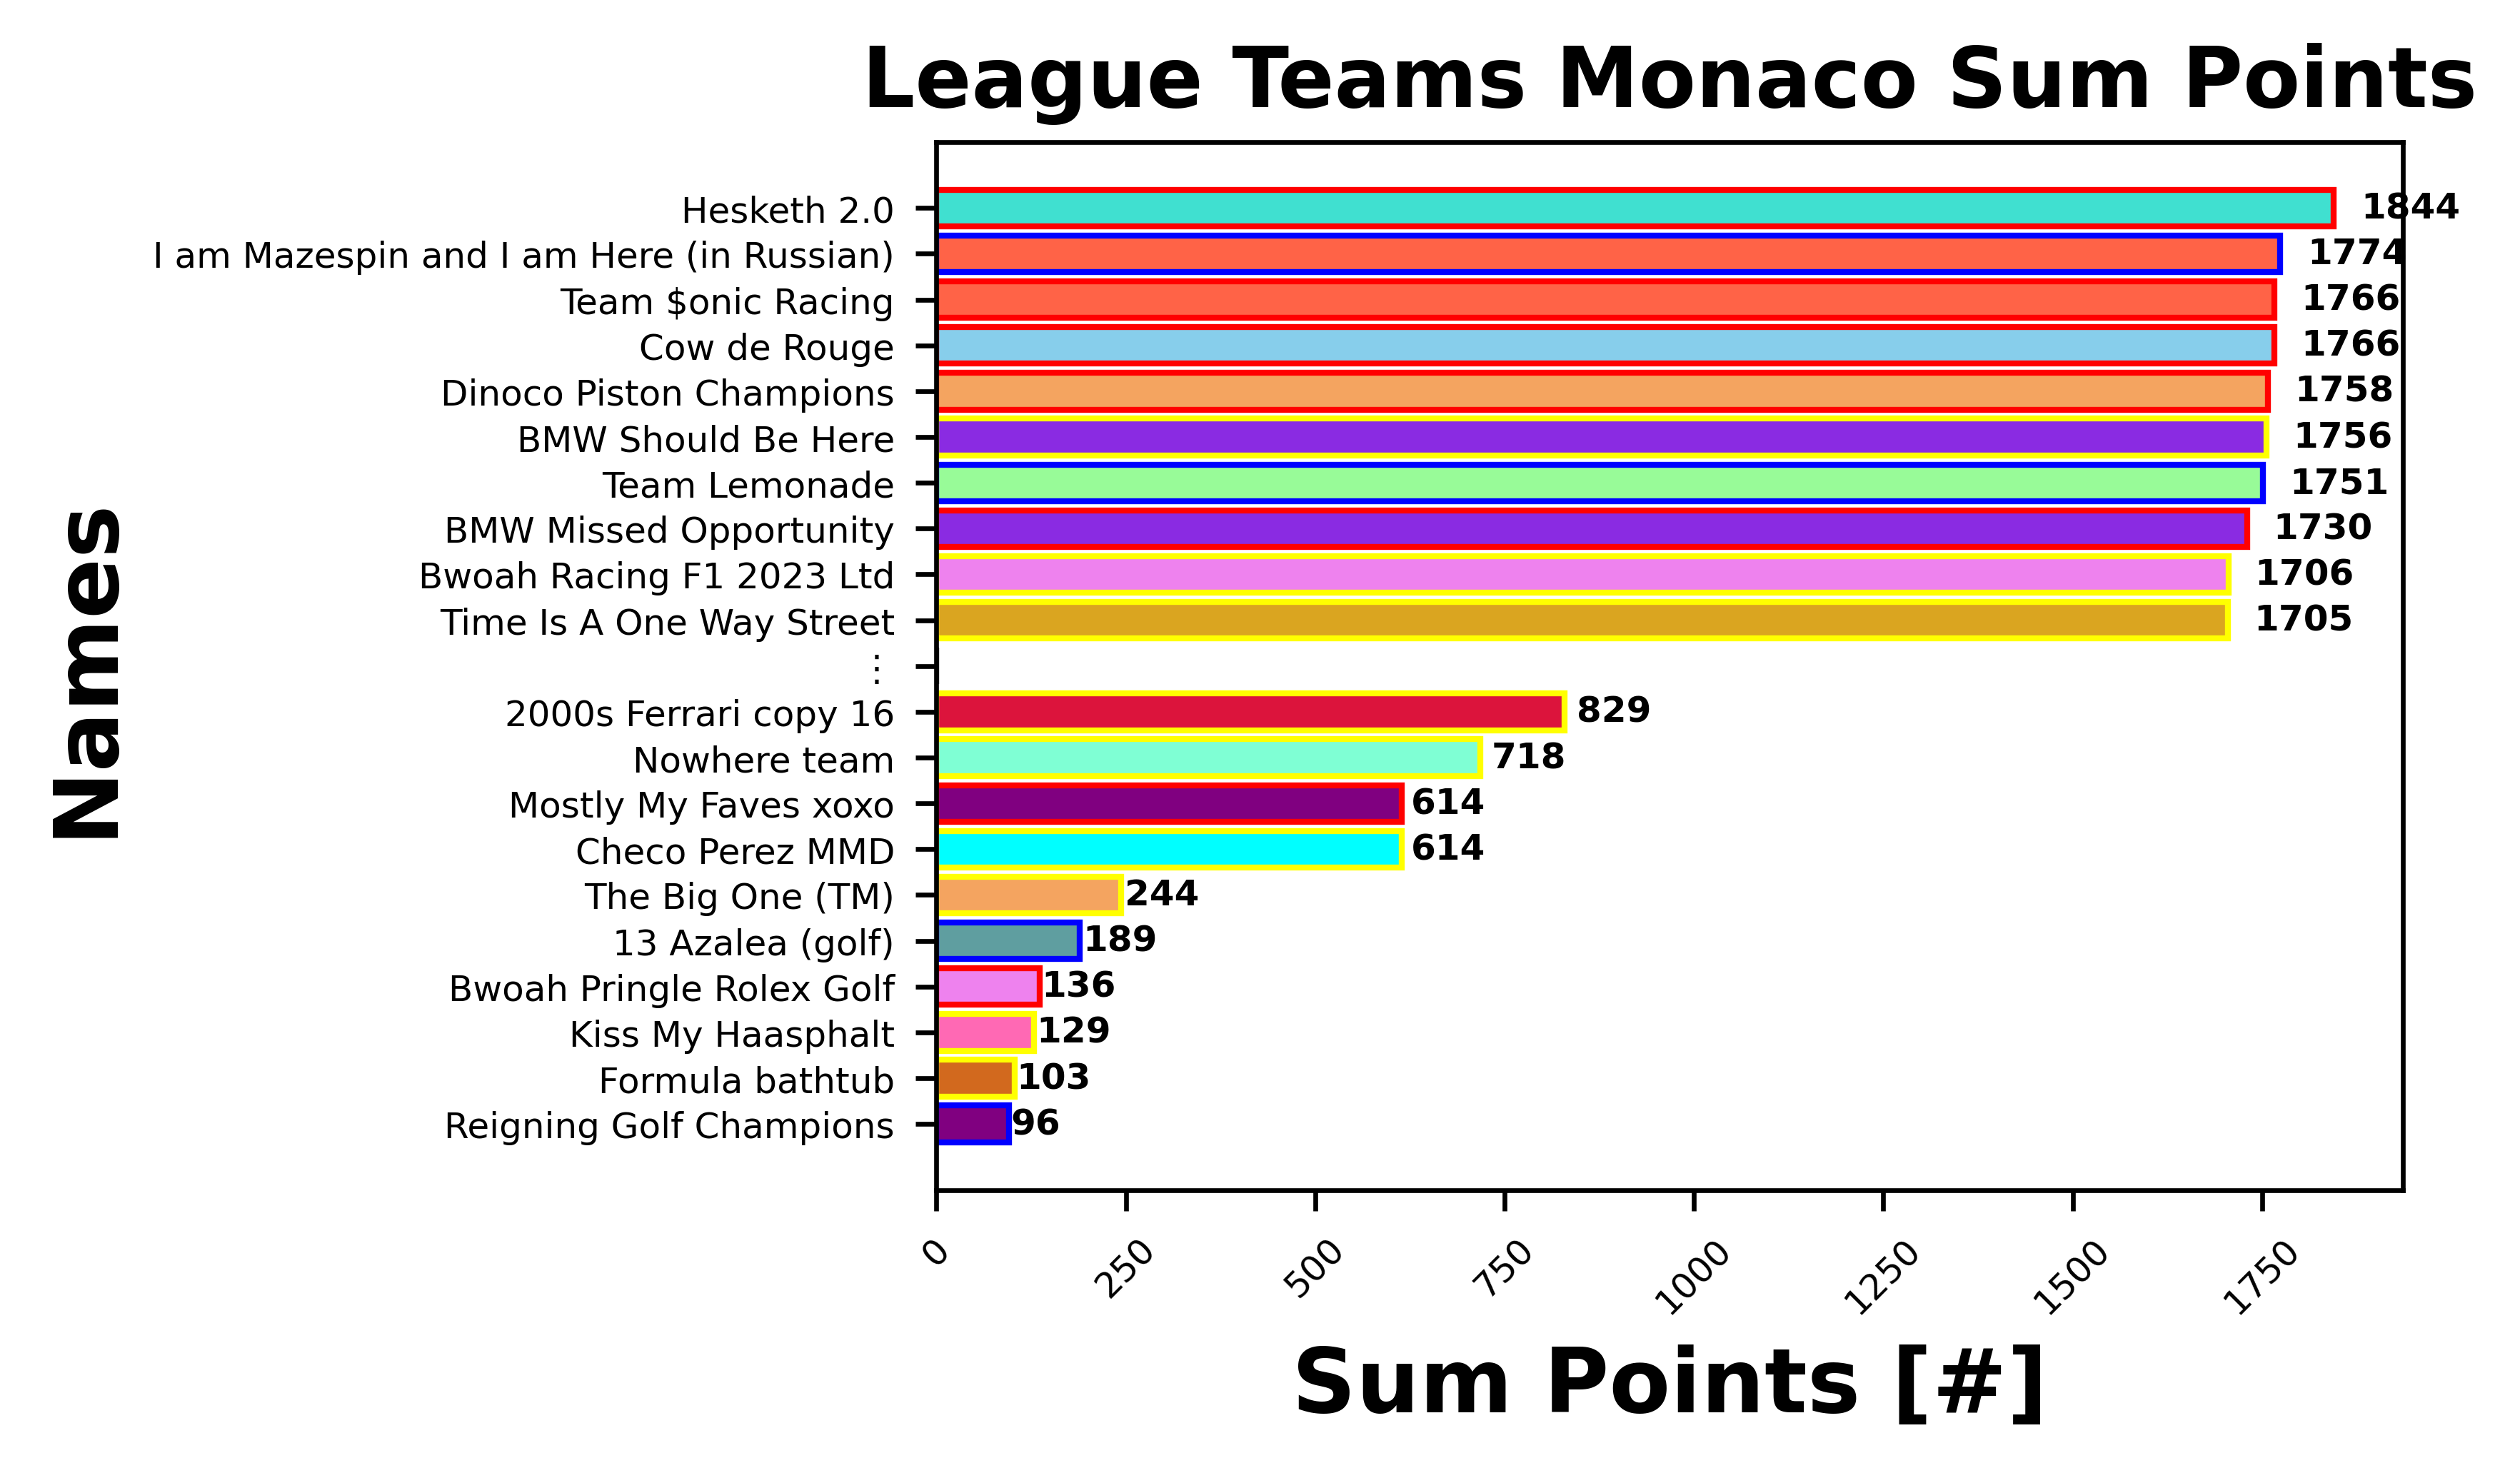 League Teams Monaco Sum Points
Names
Hesketh 2.0 1844
I am Mazespin and I am Here (in Russian) 1774
Team $onic Racing 1766
Cow de Rouge 1766
Dinoco Piston Champions 1758
BMW Should Be Here 1756
Team Lemonade 1751
BMW Missed Opportunity 1730
Bwoah Racing F1 2023 Ltd 1706
Time Is A One Way Street 1705
⋮
2000s Ferrari copy 16 829
Nowhere team 718
Mostly My Faves xoxo 614
Checo Perez MMD 614
The Big One (TM) 244
13 Azalea (golf) 189
Bwoah Pringle Rolex Golf 136
Kiss My Haasphalt 129
Formula bathtub 103
Reigning Golf Champions 96
0 250 500 750 1000 1250 1500 1750
Sum Points [#]